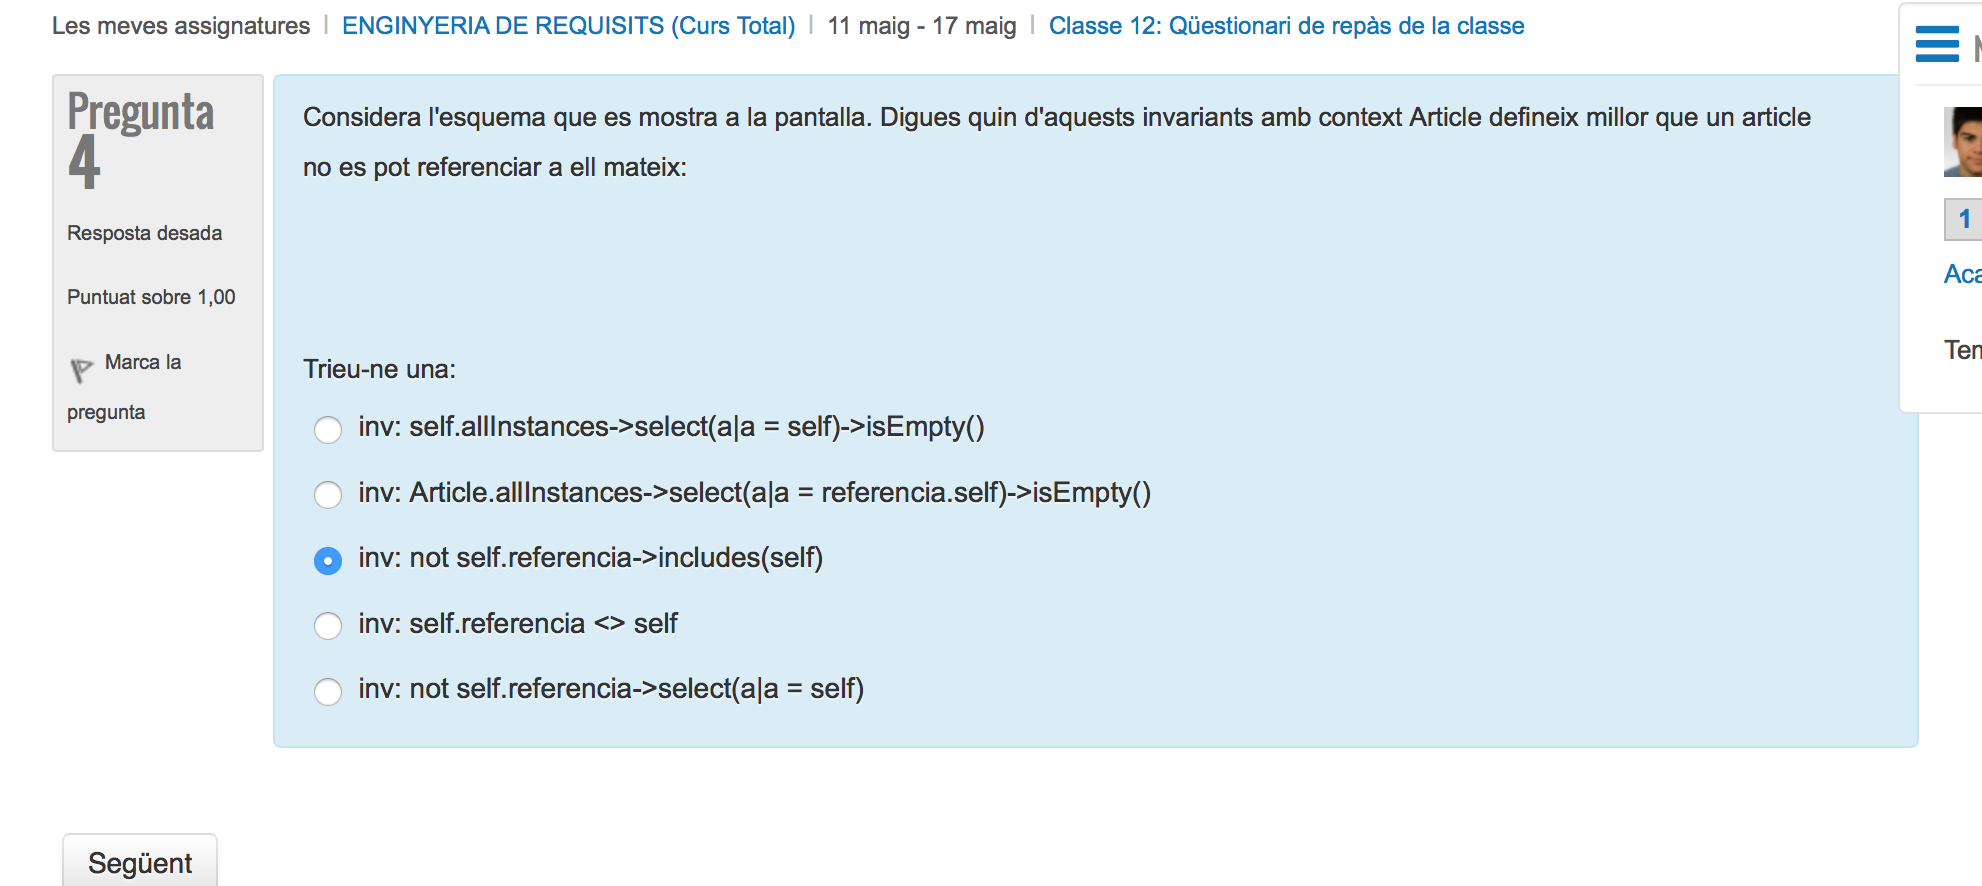 Les meves assignatures | ENGINYERIA DE REQUISITS (Curs Total) | 11 maig - 17 maig | Classe 12: Qüestionari de repàs de la classe
Pregunta
4
Resposta desada
Puntuat sobre 1,00
Marca la
pregunta
Considera l'esquema que es mostra a la pantalla. Digues quin d'aquests invariants amb context Article defineix millor que un article
no es pot referenciar a ell mateix:
Trieu-ne una:
inv: self.allInstances->select(a|a = self)->isEmpty()
inv: Article.allInstances->select(a|a = referencia.self)->isEmpty()
inv: not self.referencia->includes(self)
inv: self.referencia <> self
inv: not self.referencia->select(a|a = self)
Següent
1